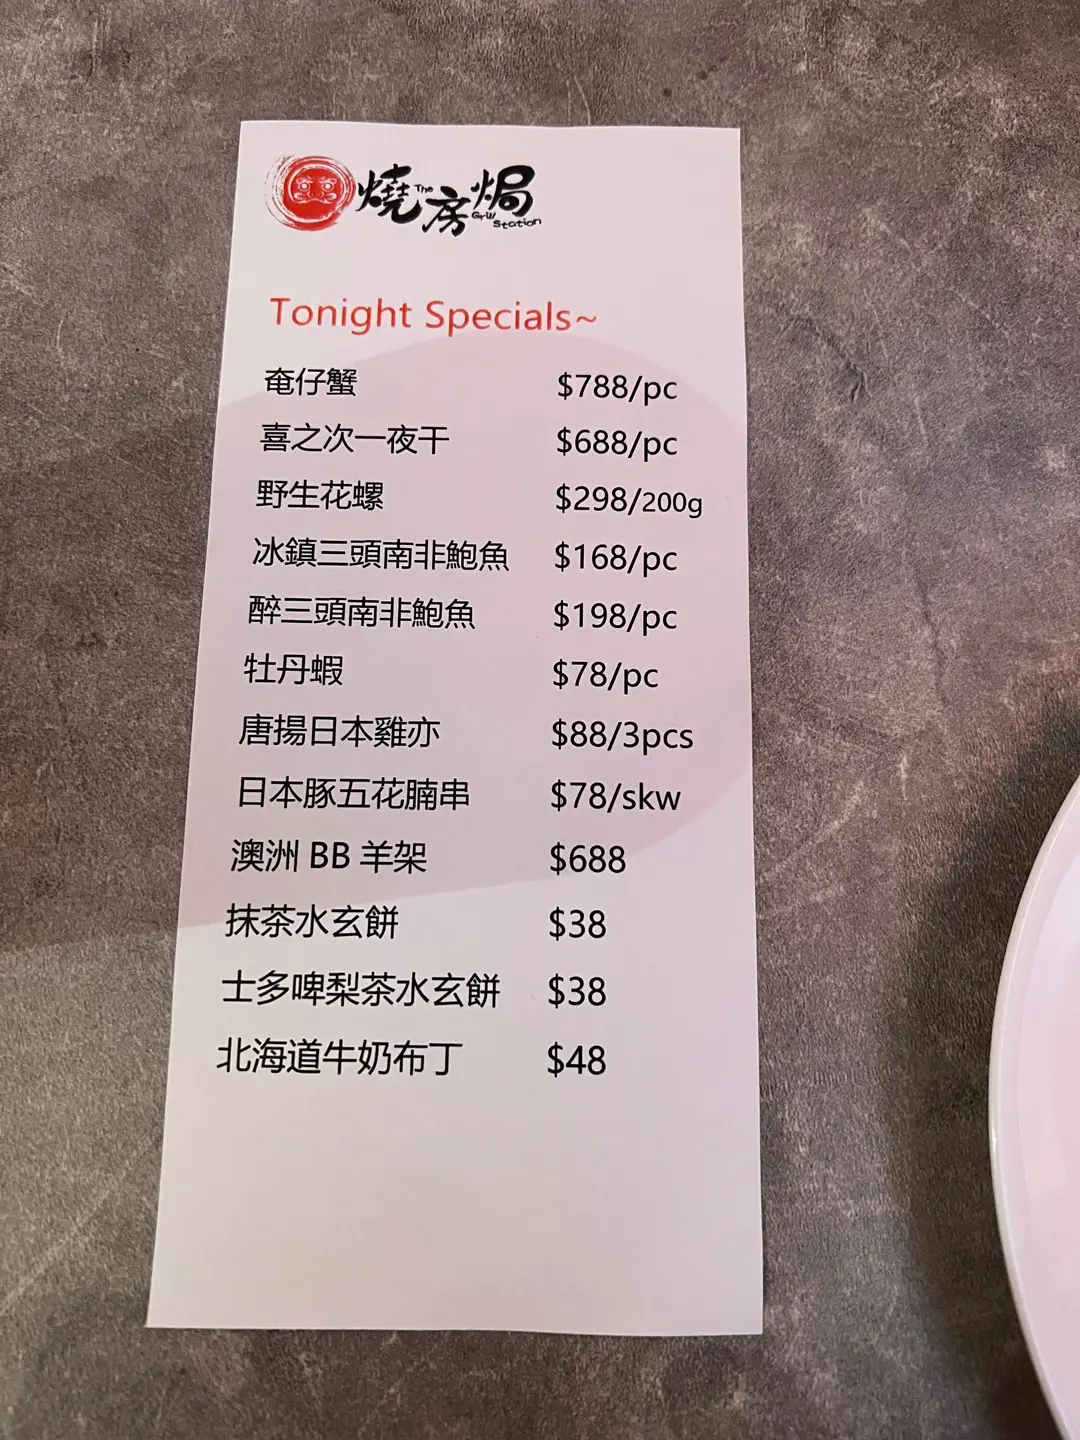 燒房焗
The Grill Station
Tonight Specials~
奄仔蟹 $788/pc
喜之次一夜干 $688/pc
野生花螺 $298/200g
冰鎮三頭南非鮑魚 $168/pc
醉三頭南非鮑魚 $198/pc
牡丹蝦 $78/pc
唐揚日本雞亦 $88/3pcs
日本豚五花腩串 $78/skw
澳洲 BB 羊架 $688
抹茶水玄餅 $38
士多啤梨茶水玄餅 $38
北海道牛奶布丁 $48